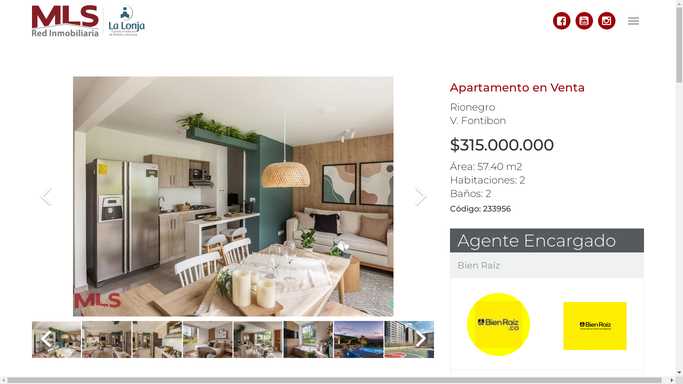 MLS
Red Inmobiliaria
La Lonja
Apartamento en Venta
Rionegro
V. Fontibon
$315.000.000
Área: 57.40 m2
Habitaciones: 2
Baños: 2
Código: 233956
Agente Encargado
Bien Raíz
MLS
Bien Raíz
.co
Bien Raíz